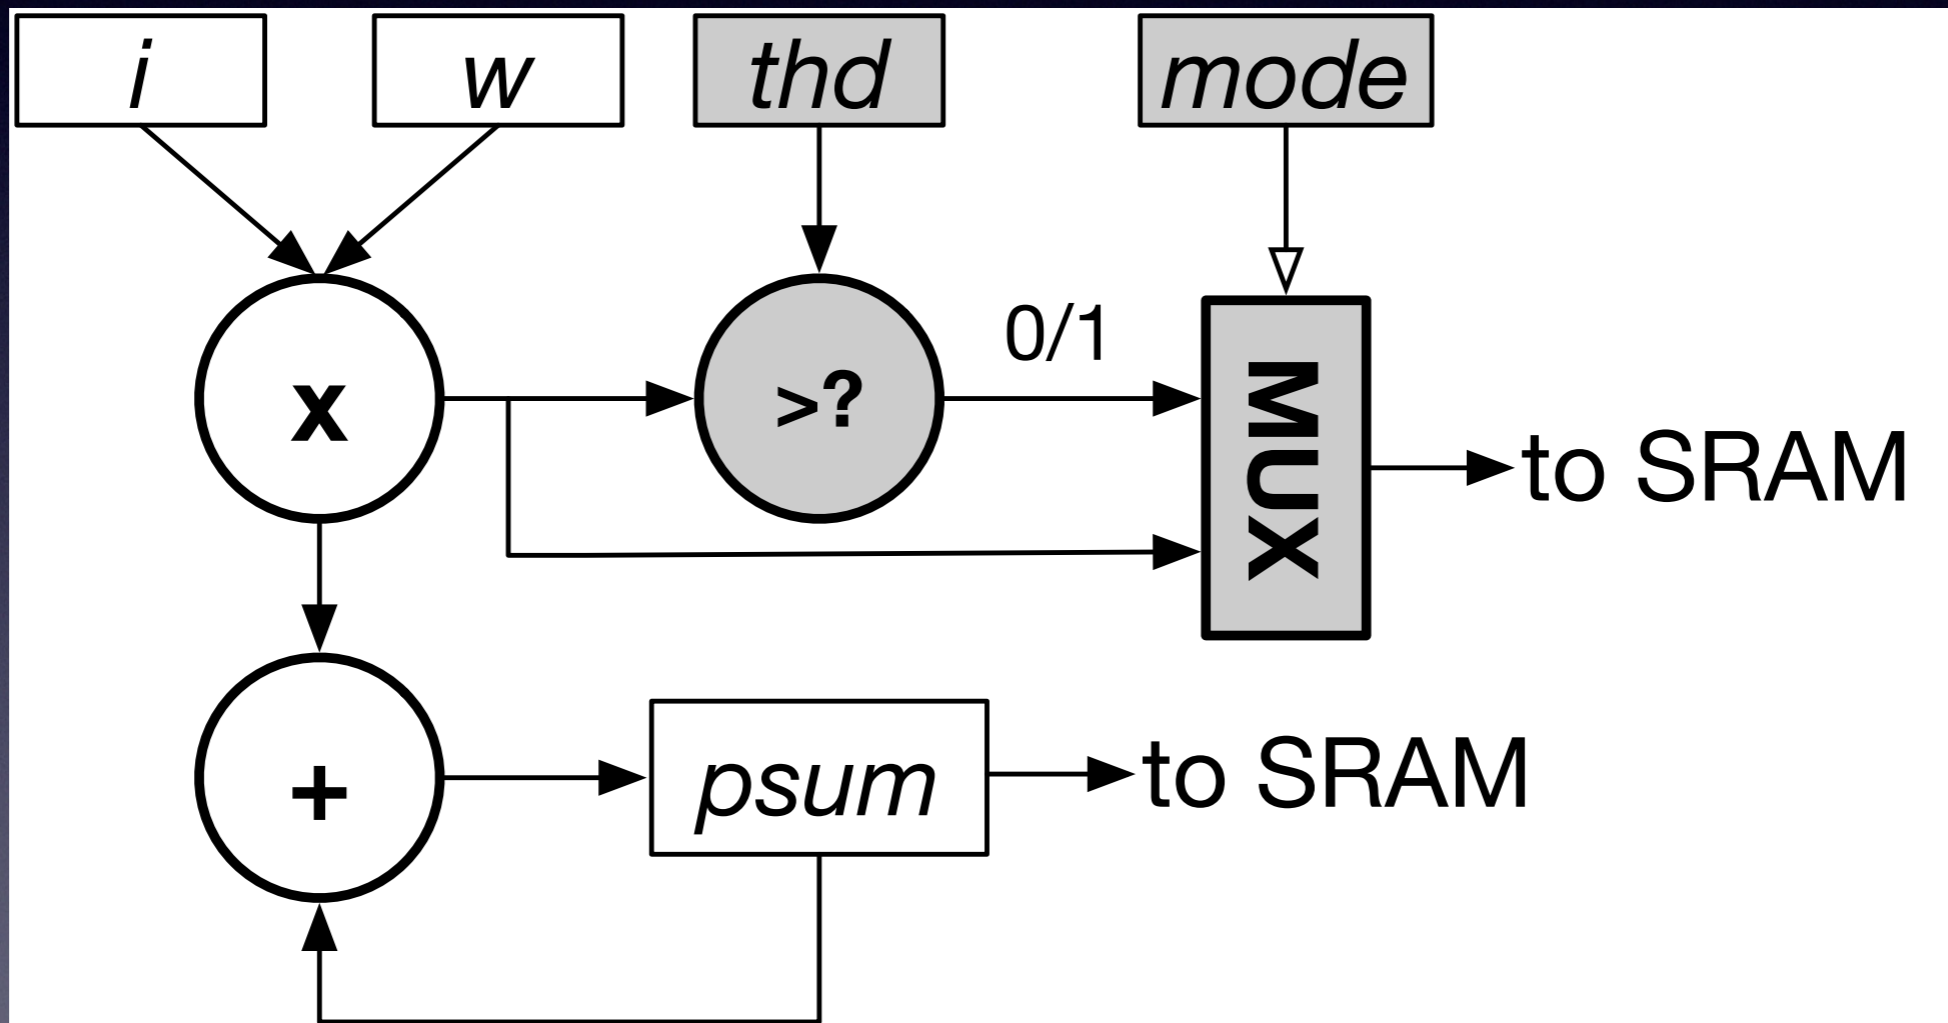 i
w
thd
mode
x
>?
0/1
MUX
to SRAM
+
psum
to SRAM